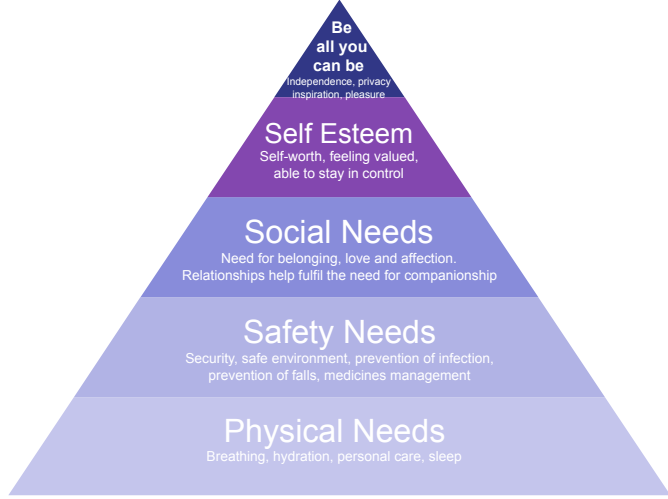 Be
all you
can be
Independence, privacy
inspiration, pleasure
Self Esteem
Self-worth, feeling valued,
able to stay in control
Social Needs
Need for belonging, love and affection.
Relationships help fulfil the need for companionship
Safety Needs
Security, safe environment, prevention of infection,
prevention of falls, medicines management
Physical Needs
Breathing, hydration, personal care, sleep